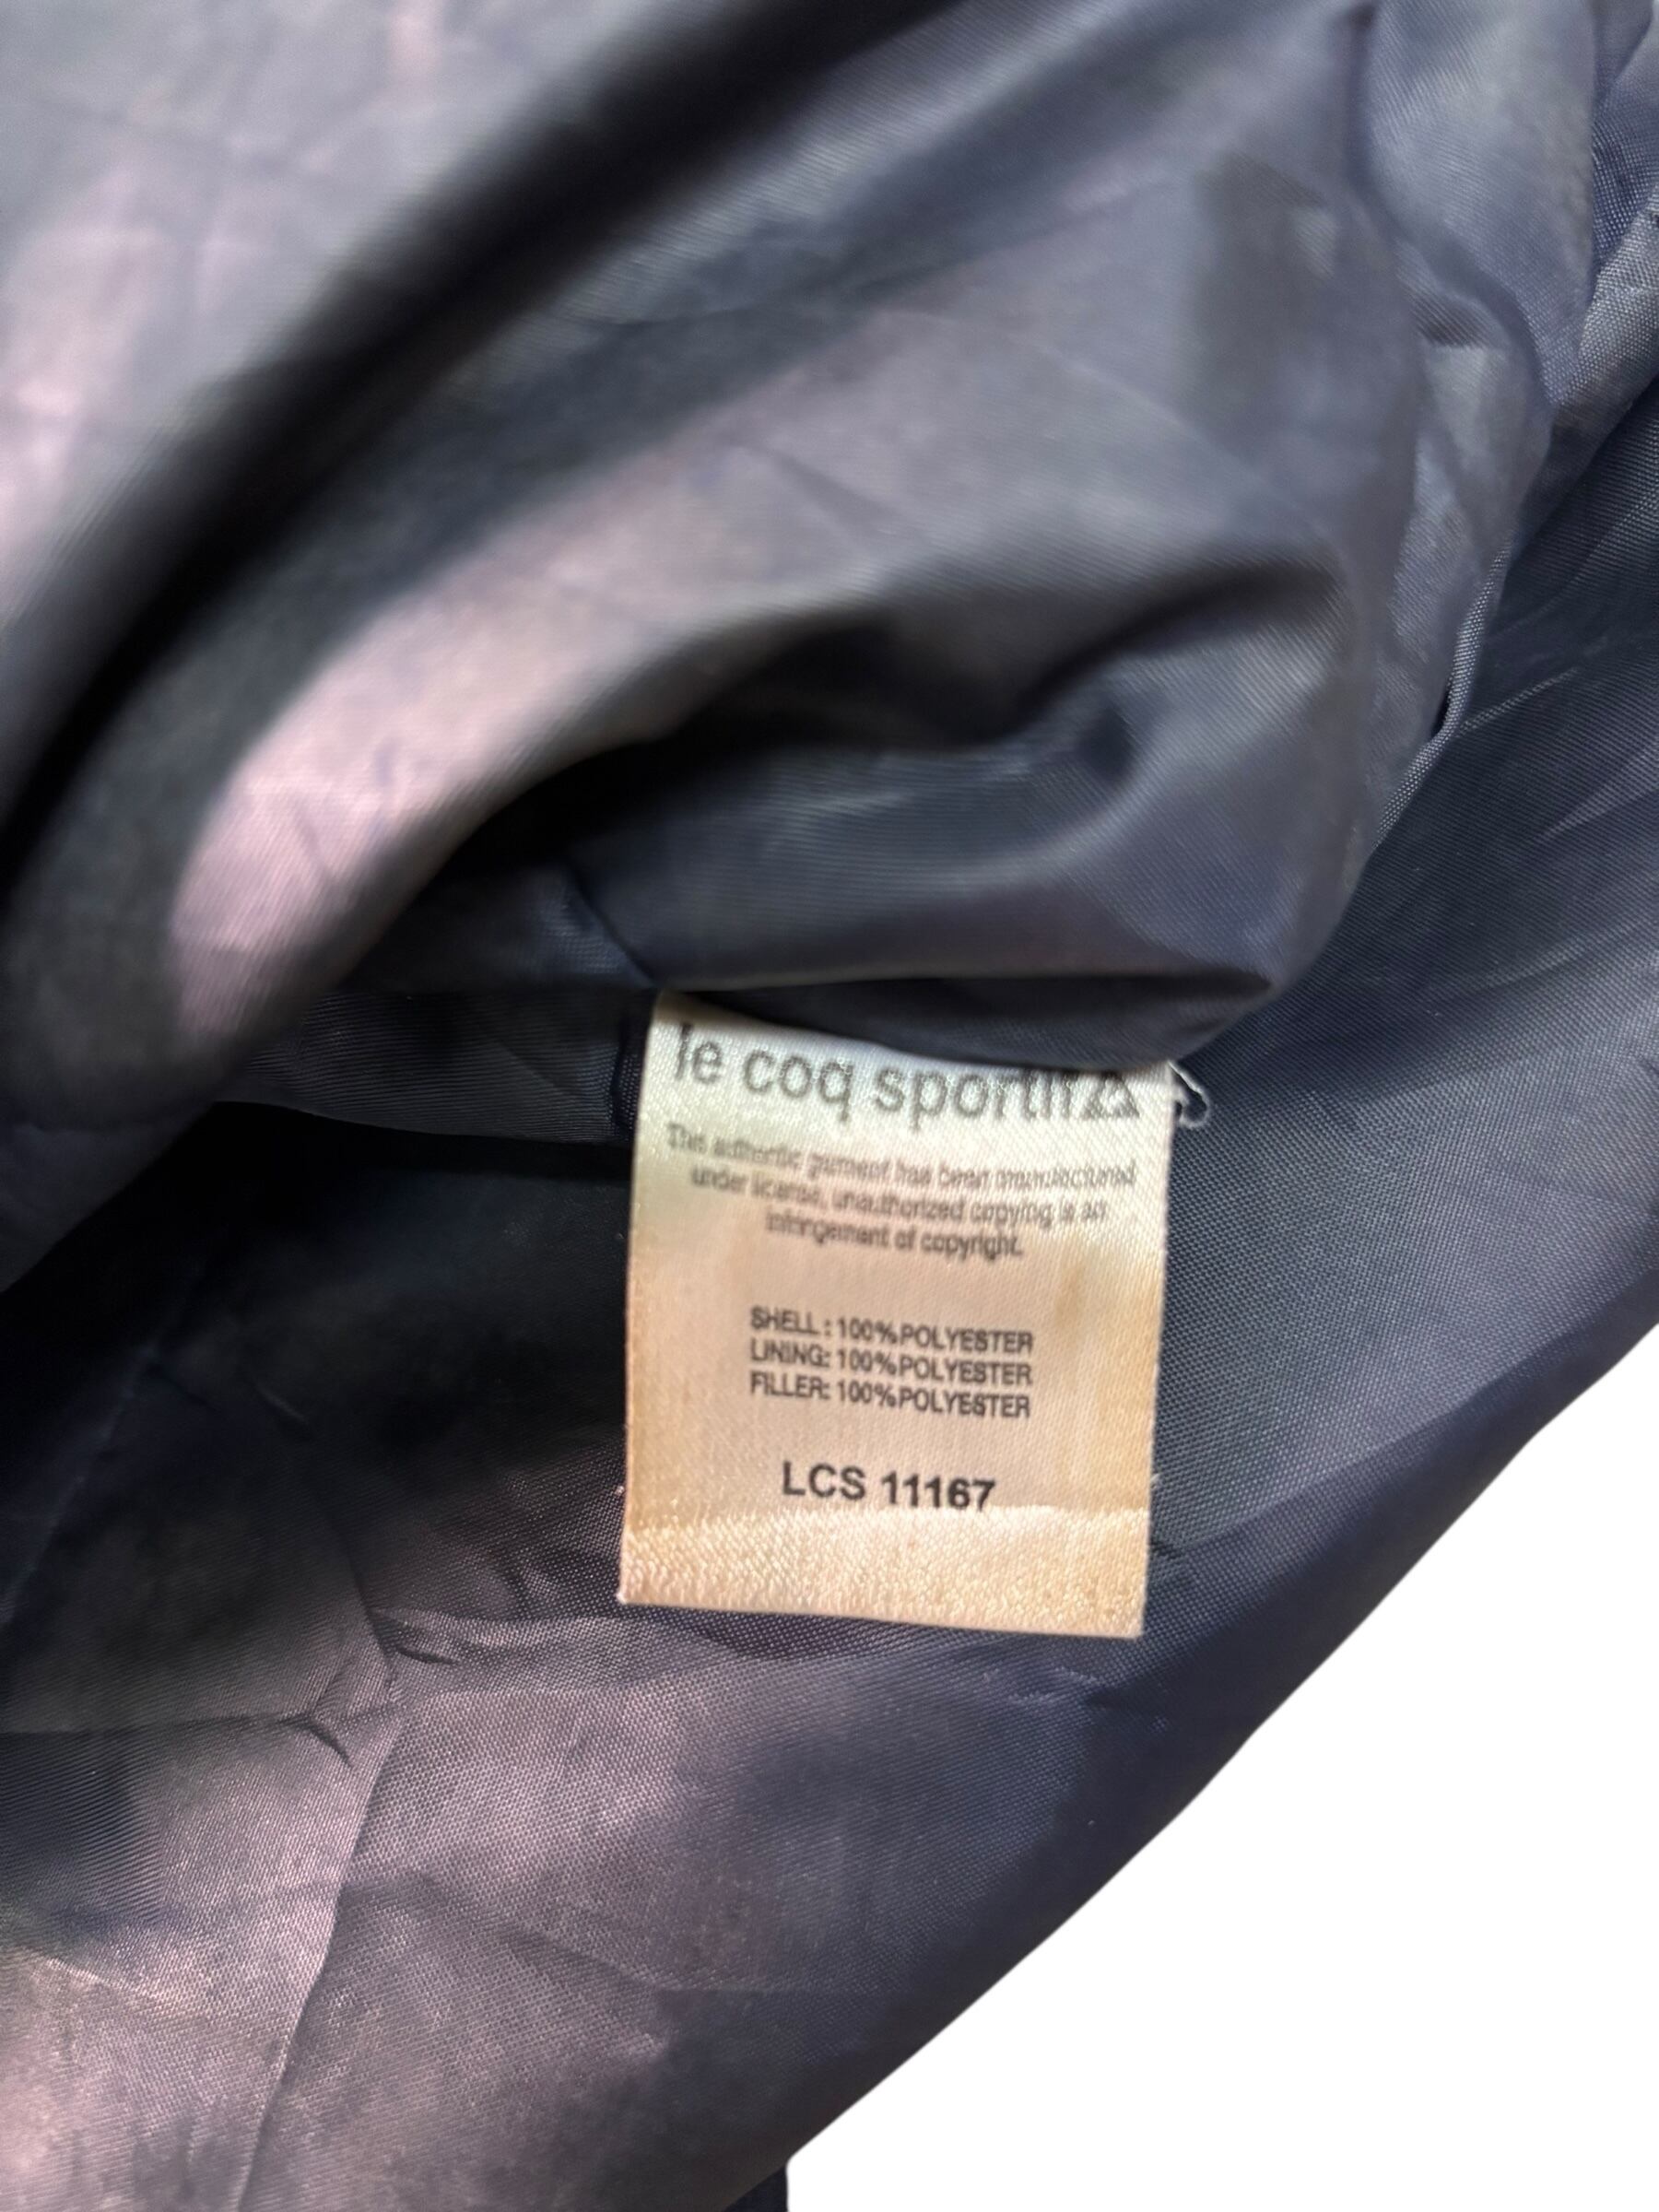 le coq sportif
This authentic garment has been manufactured
under license, unauthorized copying is an
infringement of copyright.
SHELL : 100%POLYESTER
LINING: 100%POLYESTER
FILLER: 100%POLYESTER
LCS 11167